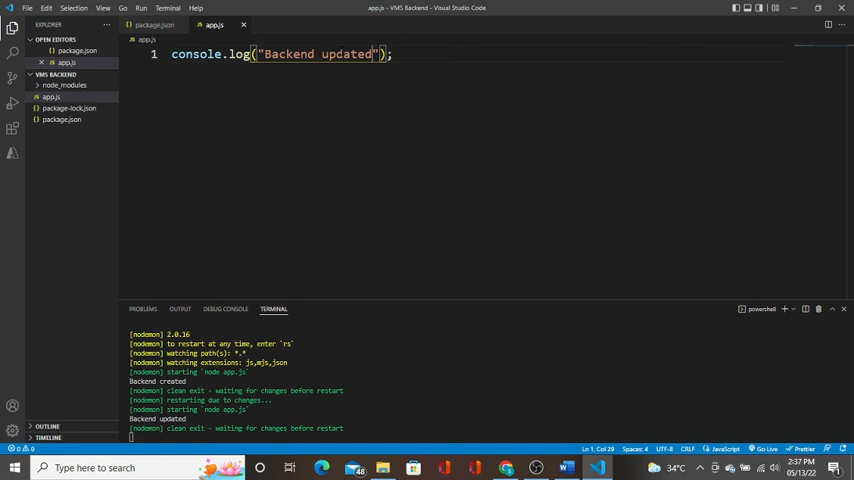 File Edit Selection View Go Run Terminal Help
app.js - VMS Backend - Visual Studio Code
EXPLORER
package.json
app.js
OPEN EDITORS
package.json
app.js
VMS BACKEND
node_modules
app.js
package-lock.json
package.json
OUTLINE
TIMELINE
app.js
1 console.log("Backend updated");
PROBLEMS OUTPUT DEBUG CONSOLE TERMINAL
powershell
[nodemon] 2.0.16
[nodemon] to restart at any time, enter `rs`
[nodemon] watching path(s): *.*
[nodemon] watching extensions: js,mjs,json
[nodemon] starting `node app.js`
Backend created
[nodemon] clean exit - waiting for changes before restart
[nodemon] restarting due to changes...
[nodemon] starting `node app.js`
Backend updated
[nodemon] clean exit - waiting for changes before restart
0 0
Ln 1, Col 29 Spaces: 4 UTF-8 CRLF JavaScript Go Live Prettier
Type here to search
48
34°C
2:37 PM
05/13/22
1